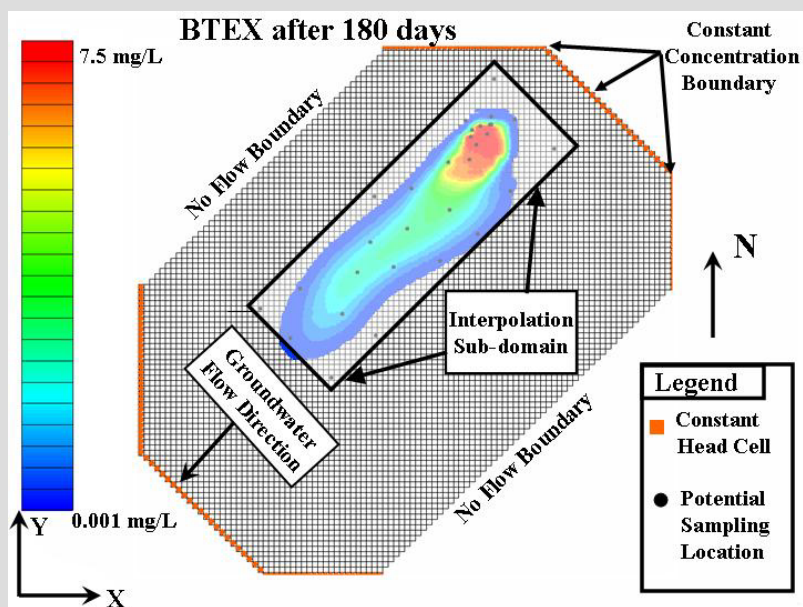 BTEX after 180 days
7.5 mg/L
Constant
Concentration
Boundary
No Flow Boundary
N
Interpolation
Sub-domain
Groundwater
Flow Direction
No Flow Boundary
Legend
Constant
Head Cell
Potential
Sampling
Location
0.001 mg/L
Y
X